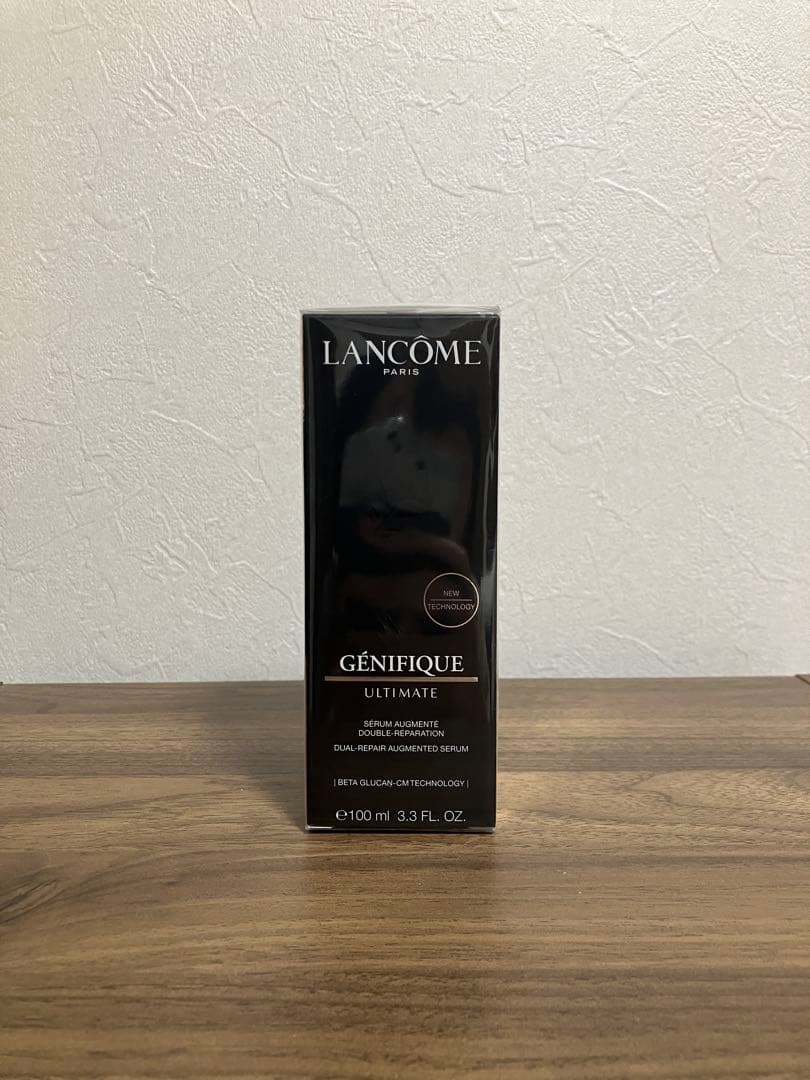 LANCÔME
PARIS
NEW
TECHNOLOGY
GÉNIFIQUE
ULTIMATE
SÉRUM AUGMENTÉ
DOUBLE-RÉPARATION
DUAL-REPAIR AUGMENTED SERUM
| BETA GLUCAN-CM TECHNOLOGY |
℮100 ml 3.3 FL. OZ.